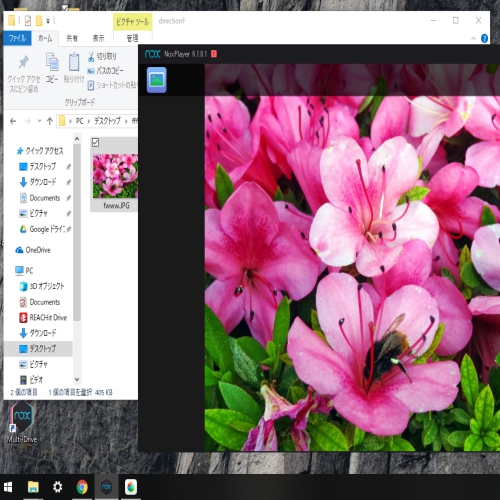 ピクチャ ツール
directionF
ファイル
ホーム
共有
表示
管理
クイック アクセ
スにピン留め
コピー
貼り付け
切り取り
パスのコピー
ショートカットの貼り
クリップボード
PC › デスクトップ
クイック アクセス
デスクトップ
ダウンロード
Documents
ピクチャ
Google ドライ
OneDrive
PC
3D オブジェクト
Documents
REACHit Drive
ダウンロード
デスクトップ
ピクチャ
ビデオ
2 個の項目
1 個の項目を選択 405 KB
fwww.JPG
nox NoxPlayer 6.1.0.1
nox
Multi-Drive